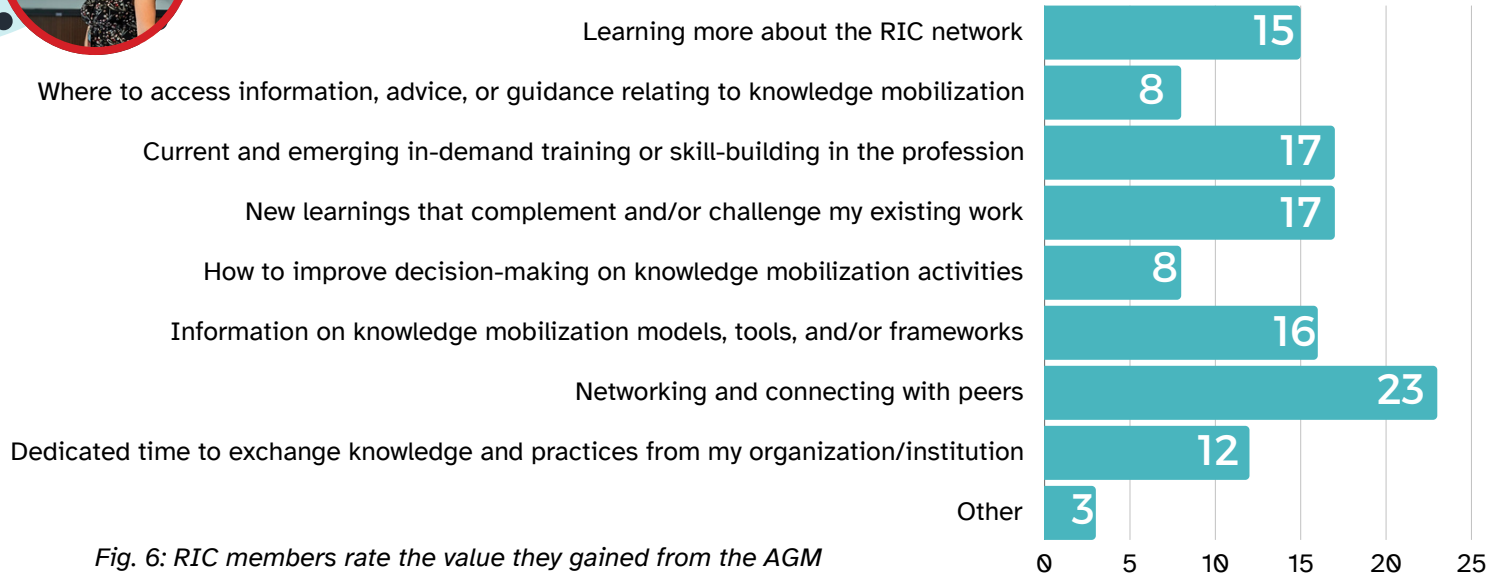 Learning more about the RIC network 15
Where to access information, advice, or guidance relating to knowledge mobilization 8
Current and emerging in-demand training or skill-building in the profession 17
New learnings that complement and/or challenge my existing work 17
How to improve decision-making on knowledge mobilization activities 8
Information on knowledge mobilization models, tools, and/or frameworks 16
Networking and connecting with peers 23
Dedicated time to exchange knowledge and practices from my organization/institution 12
Other 3
0 5 10 15 20 25
Fig. 6: RIC members rate the value they gained from the AGM